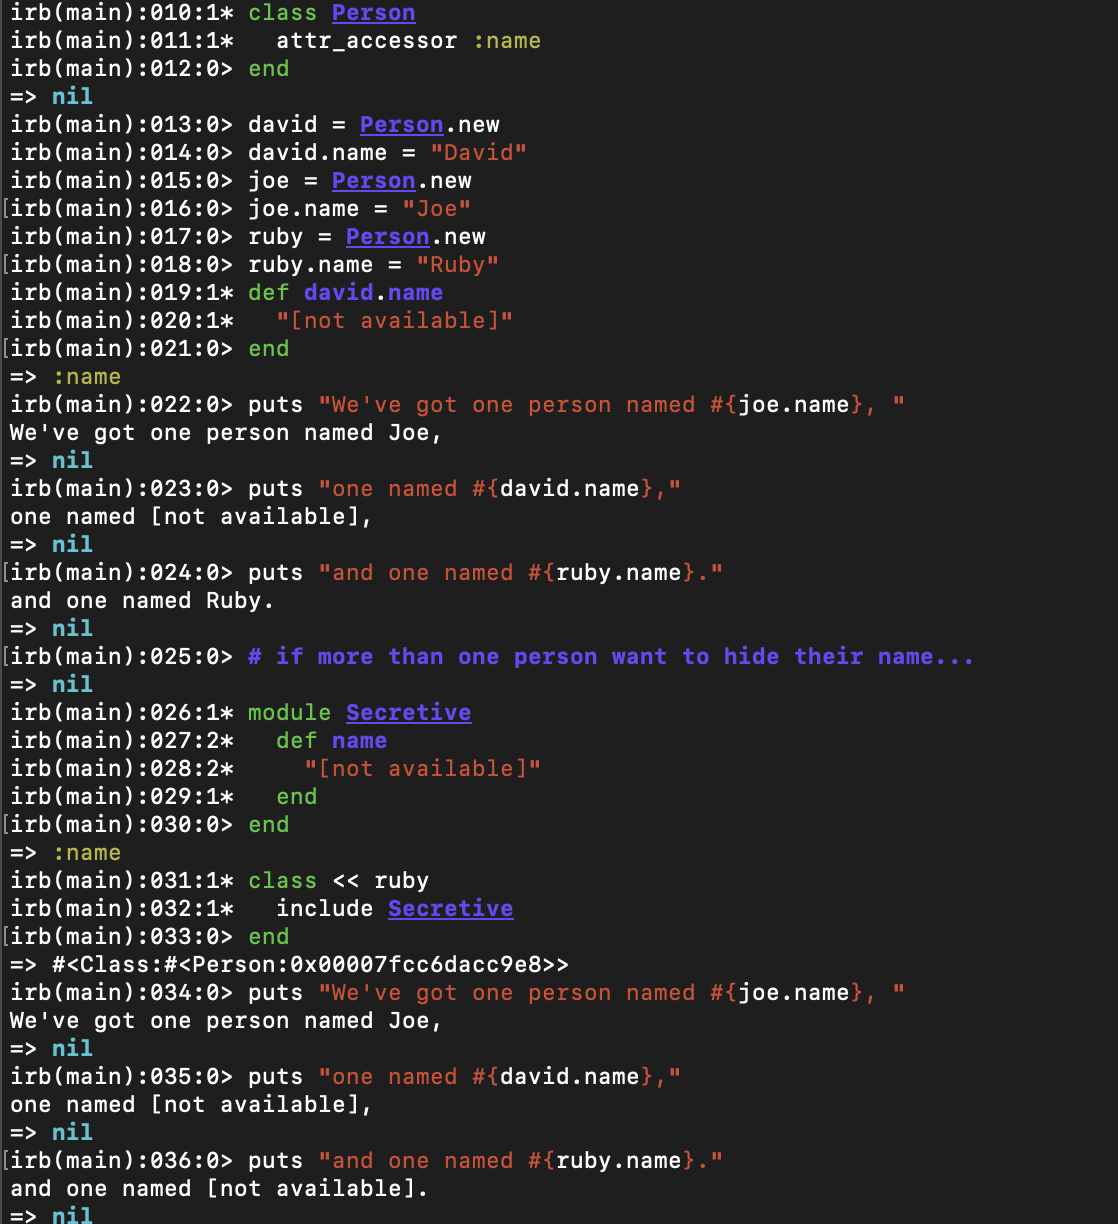 irb(main):010:1* class Person
irb(main):011:1*   attr_accessor :name
irb(main):012:0> end
=> nil
irb(main):013:0> david = Person.new
irb(main):014:0> david.name = "David"
irb(main):015:0> joe = Person.new
[irb(main):016:0> joe.name = "Joe"
irb(main):017:0> ruby = Person.new
[irb(main):018:0> ruby.name = "Ruby"
irb(main):019:1* def david.name
irb(main):020:1*   "[not available]"
[irb(main):021:0> end
=> :name
irb(main):022:0> puts "We've got one person named #{joe.name}, "
We've got one person named Joe,
=> nil
irb(main):023:0> puts "one named #{david.name},"
one named [not available],
=> nil
[irb(main):024:0> puts "and one named #{ruby.name}."
and one named Ruby.
=> nil
[irb(main):025:0> # if more than one person want to hide their name...
=> nil
irb(main):026:1* module Secretive
irb(main):027:2*   def name
irb(main):028:2*     "[not available]"
irb(main):029:1*   end
[irb(main):030:0> end
=> :name
irb(main):031:1* class << ruby
irb(main):032:1*   include Secretive
[irb(main):033:0> end
=> #<Class:#<Person:0x00007fcc6dacc9e8>>
irb(main):034:0> puts "We've got one person named #{joe.name}, "
We've got one person named Joe,
=> nil
irb(main):035:0> puts "one named #{david.name},"
one named [not available],
=> nil
[irb(main):036:0> puts "and one named #{ruby.name}."
and one named [not available].
=> nil